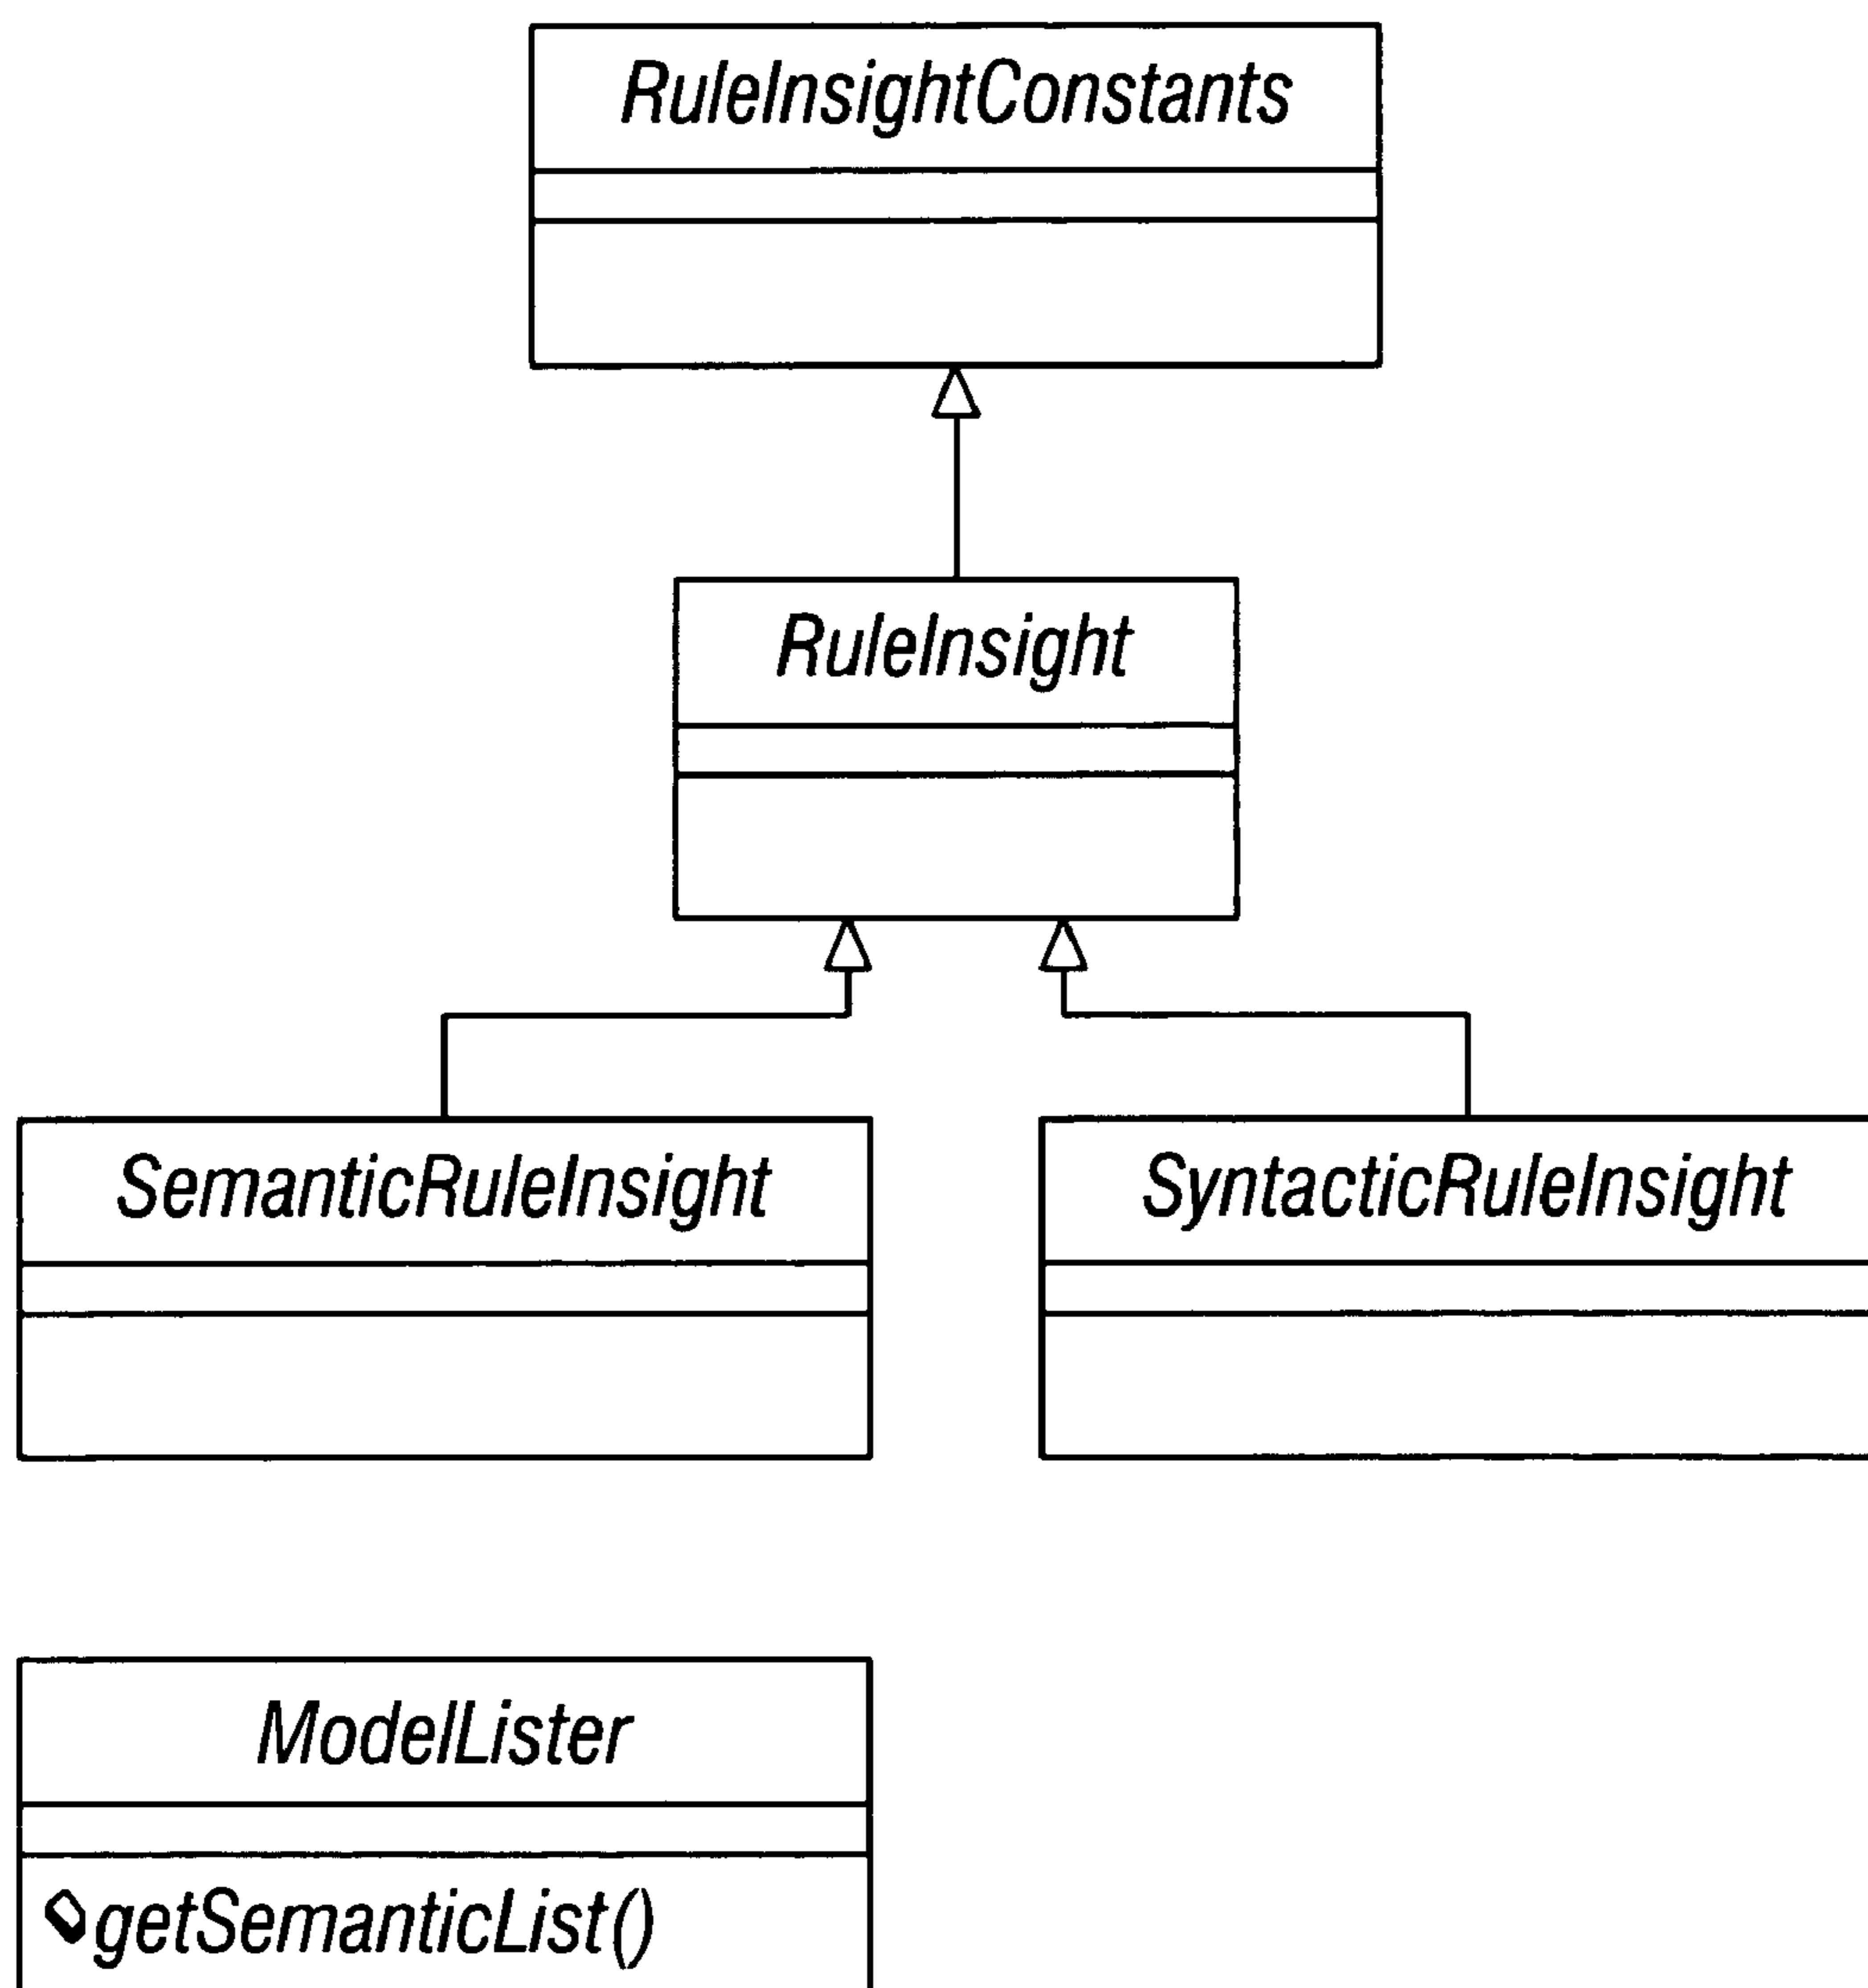 RuleInsightConstants
RuleInsight
SemanticRuleInsight
SyntacticRuleInsight
ModelLister
getSemanticList()